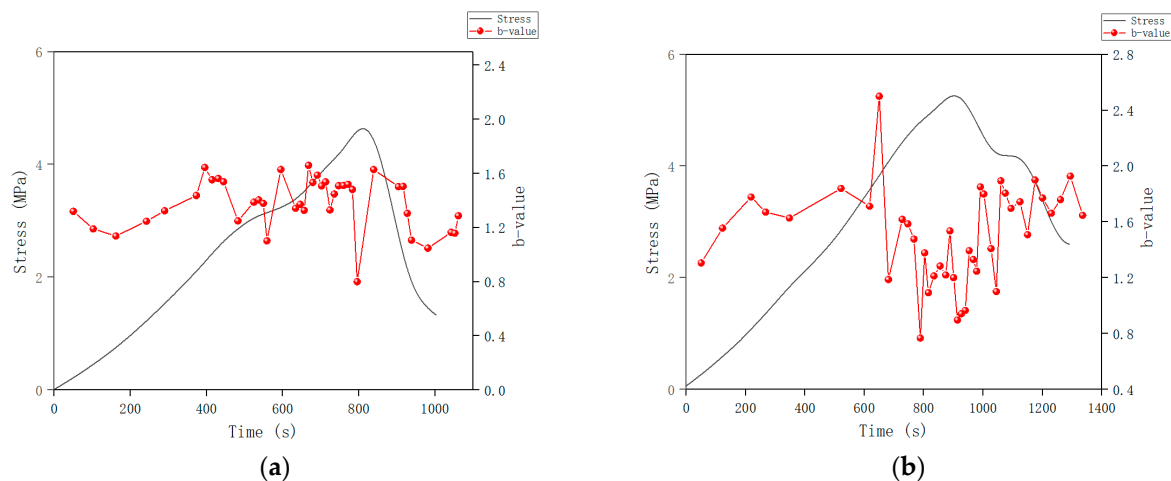 Stress
b-value
6
4
2
0
Stress (MPa)
2.4
2.0
1.6
1.2
0.8
0.4
0.0
b-value
0 200 400 600 800 1000
Time (s)
(a)
Stress
b-value
6
4
2
0
Stress (MPa)
2.8
2.4
2.0
1.6
1.2
0.8
0.4
b-value
0 200 400 600 800 1000 1200 1400
Time (s)
(b)